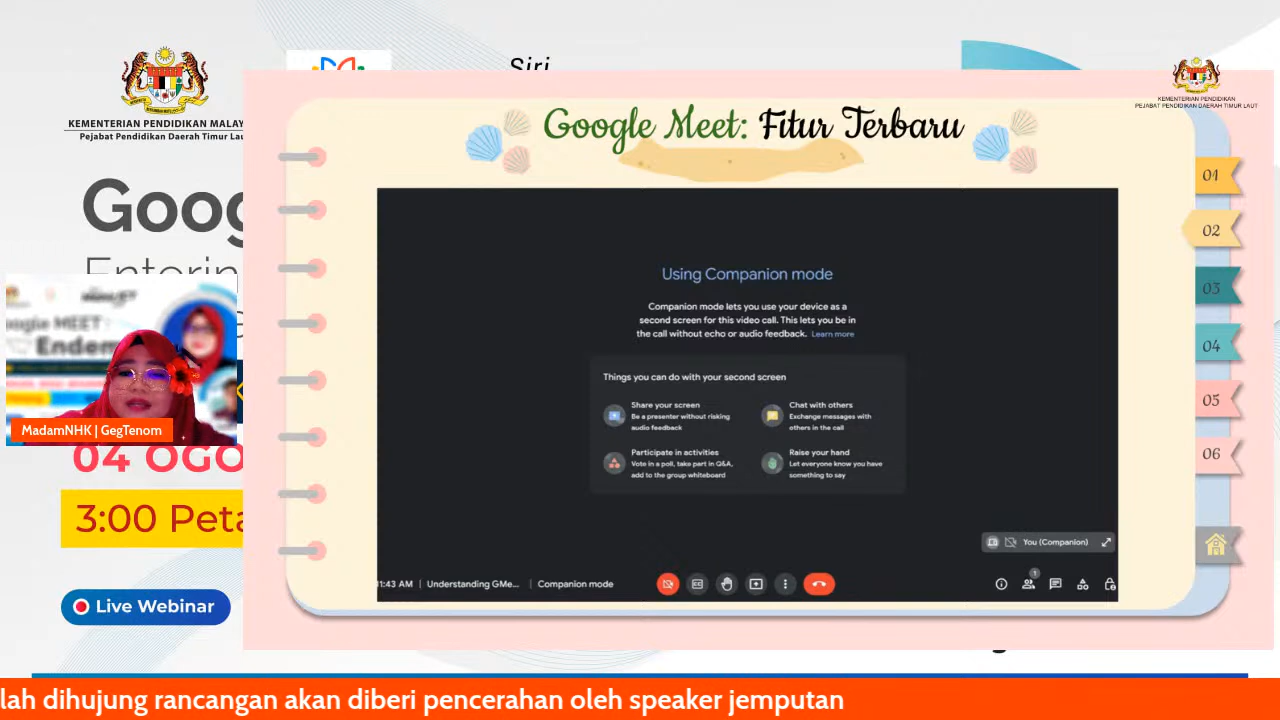 Siri
KEMENTERIAN PENDIDIKAN MALAY
Pejabat Pendidikan Daerah Timur Lau
KEMENTERIAN PENDIDIKAN
PEJABAT PENDIDIKAN DAERAH TIMUR LAUT
Google Meet: Fitur Terbaru
01
02
03
04
05
06
Goog
Enterin
Google MEET :
Endem
MadamNHK | GegTenom
04 OGO
3:00 Peta
Live Webinar
Using Companion mode
Companion mode lets you use your device as a
second screen for this video call. This lets you be in
the call without echo or audio feedback. Learn more
Things you can do with your second screen
Share your screen
Be a presenter without risking
audio feedback
Chat with others
Exchange messages with
others in the call
Participate in activities
Vote in a poll, take part in Q&A,
add to the group whiteboard
Raise your hand
Let everyone know you have
something to say
You (Companion)
1:43 AM | Understanding GMe... | Companion mode
1
lah dihujung rancangan akan diberi pencerahan oleh speaker jemputan